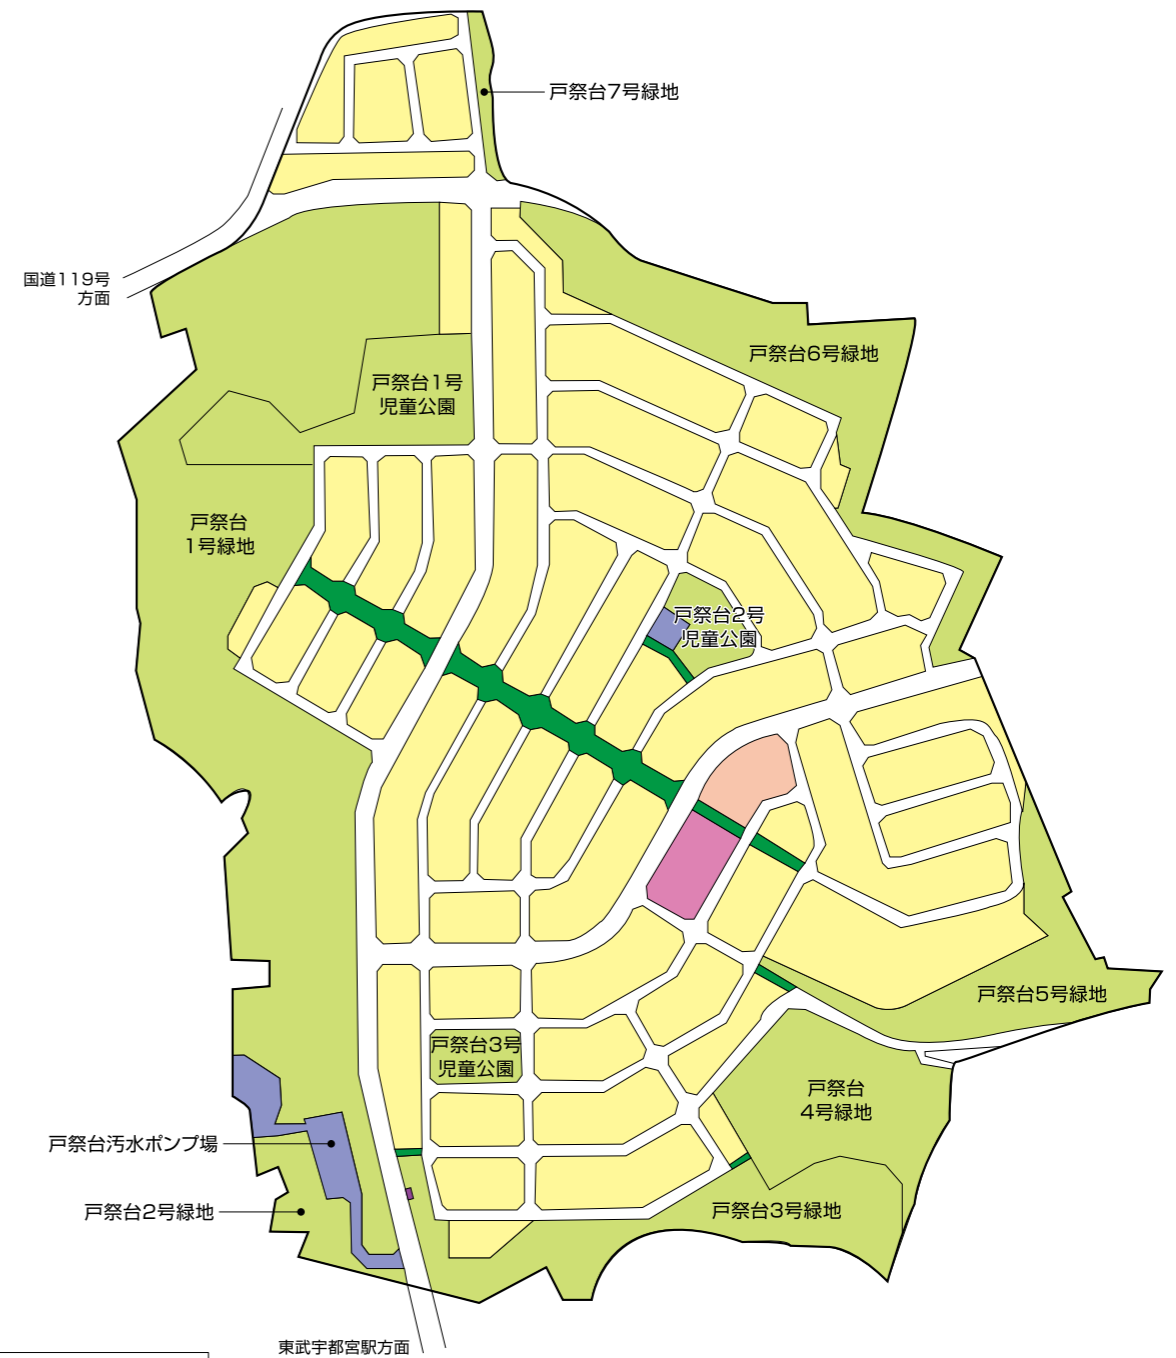 戸祭台7号緑地
国道119号
方面
戸祭台6号緑地
戸祭台1号
児童公園
戸祭台
1号緑地
戸祭台2号
児童公園
戸祭台5号緑地
戸祭台3号
児童公園
戸祭台
4号緑地
戸祭台汚水ポンプ場
戸祭台2号緑地
戸祭台3号緑地
東武宇都宮駅方面